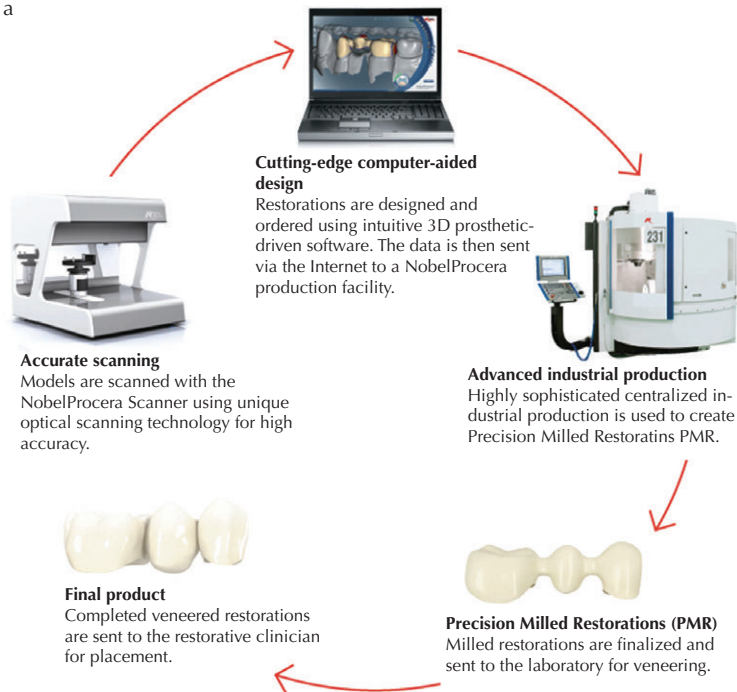 a
Cutting-edge computer-aided
design
Restorations are designed and
ordered using intuitive 3D prosthetic-
driven software. The data is then sent
via the Internet to a NobelProcera
production facility.
231
Accurate scanning
Models are scanned with the
NobelProcera Scanner using unique
optical scanning technology for high
accuracy.
Advanced industrial production
Highly sophisticated centralized in-
dustrial production is used to create
Precision Milled Restoratins PMR.
Final product
Completed veneered restorations
are sent to the restorative clinician
for placement.
Precision Milled Restorations (PMR)
Milled restorations are finalized and
sent to the laboratory for veneering.